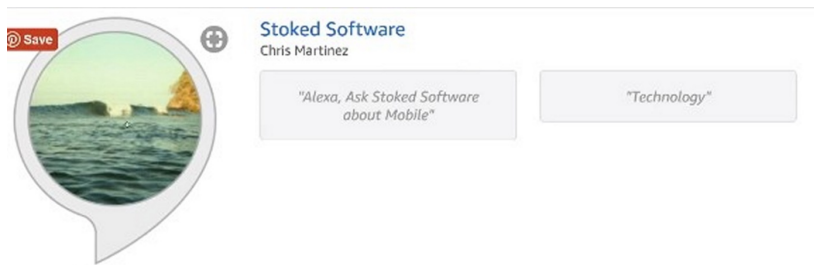 Save
Stoked Software
Chris Martinez
"Alexa, Ask Stoked Software
about Mobile"
"Technology"